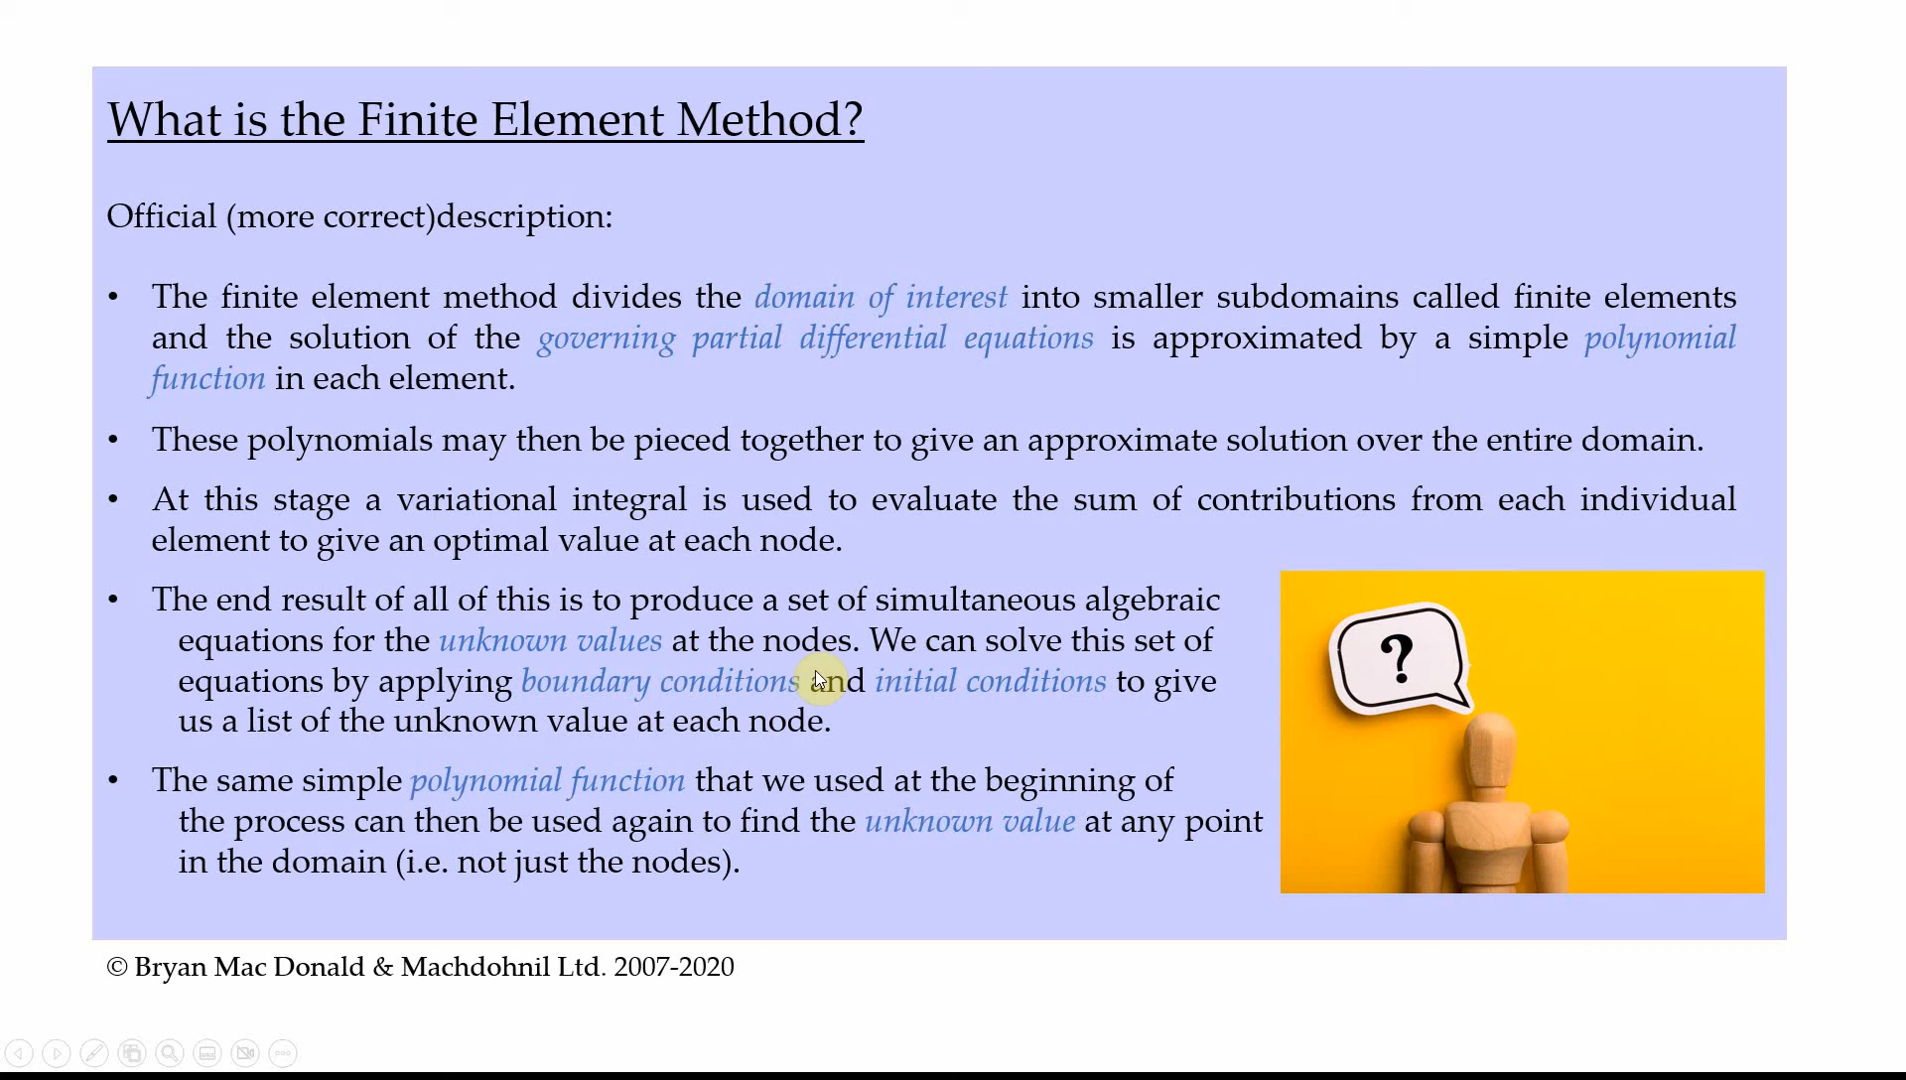 What is the Finite Element Method?
Official (more correct)description:
• The finite element method divides the domain of interest into smaller subdomains called finite elements
and the solution of the governing partial differential equations is approximated by a simple polynomial
function in each element.
• These polynomials may then be pieced together to give an approximate solution over the entire domain.
• At this stage a variational integral is used to evaluate the sum of contributions from each individual
element to give an optimal value at each node.
• The end result of all of this is to produce a set of simultaneous algebraic
equations for the unknown values at the nodes. We can solve this set of
equations by applying boundary conditions and initial conditions to give
us a list of the unknown value at each node.
?
• The same simple polynomial function that we used at the beginning of
the process can then be used again to find the unknown value at any point
in the domain (i.e. not just the nodes).
© Bryan Mac Donald & Machdohnil Ltd. 2007-2020